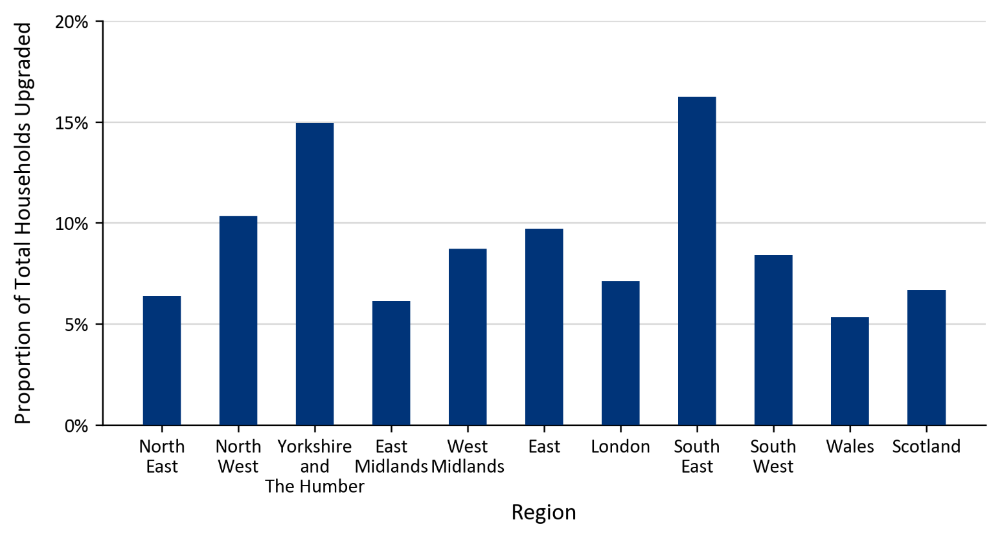 Proportion of Total Households Upgraded
20%
15%
10%
5%
0%
North
East
North
West
Yorkshire
and
The Humber
East
Midlands
West
Midlands
East
London
South
East
South
West
Wales
Scotland
Region